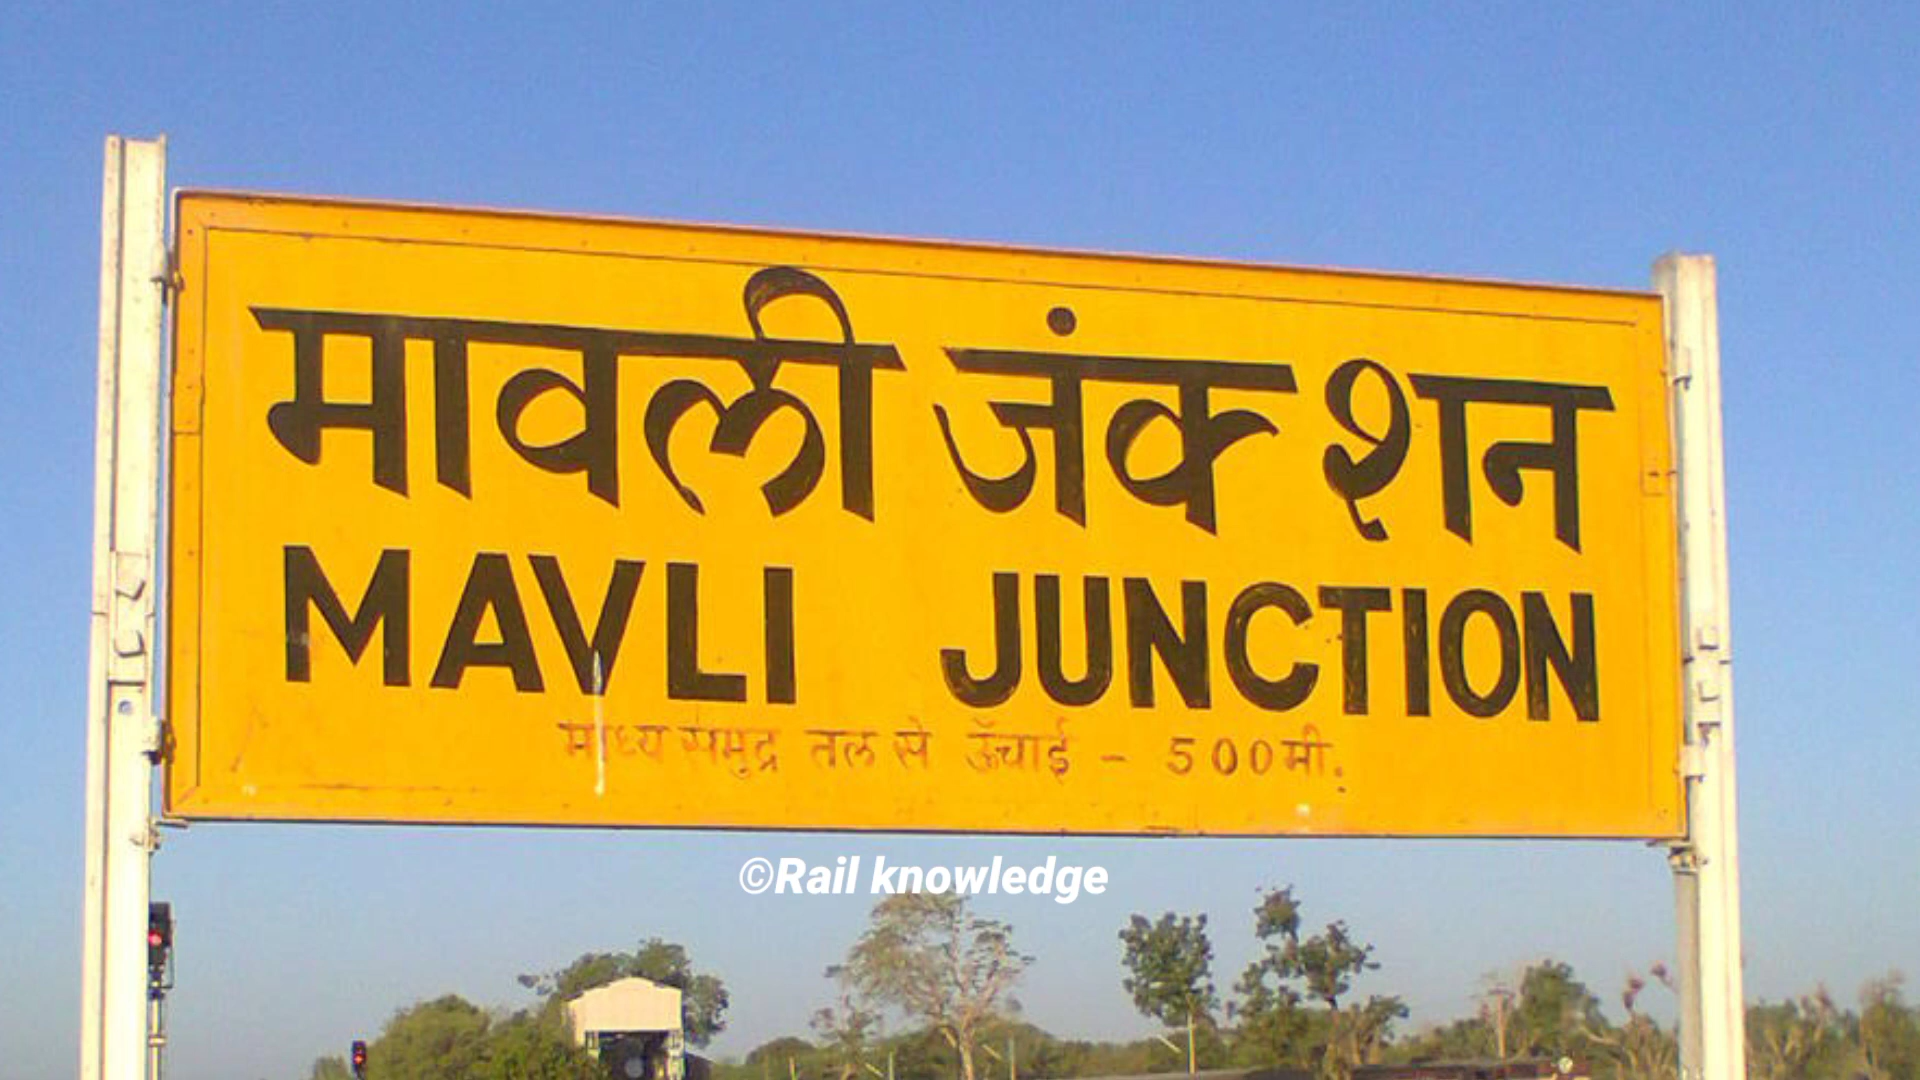 मावली जंक्शन
MAVLI JUNCTION
माध्य समुद्र तल से ऊँचाई - 500मी.
©Rail knowledge